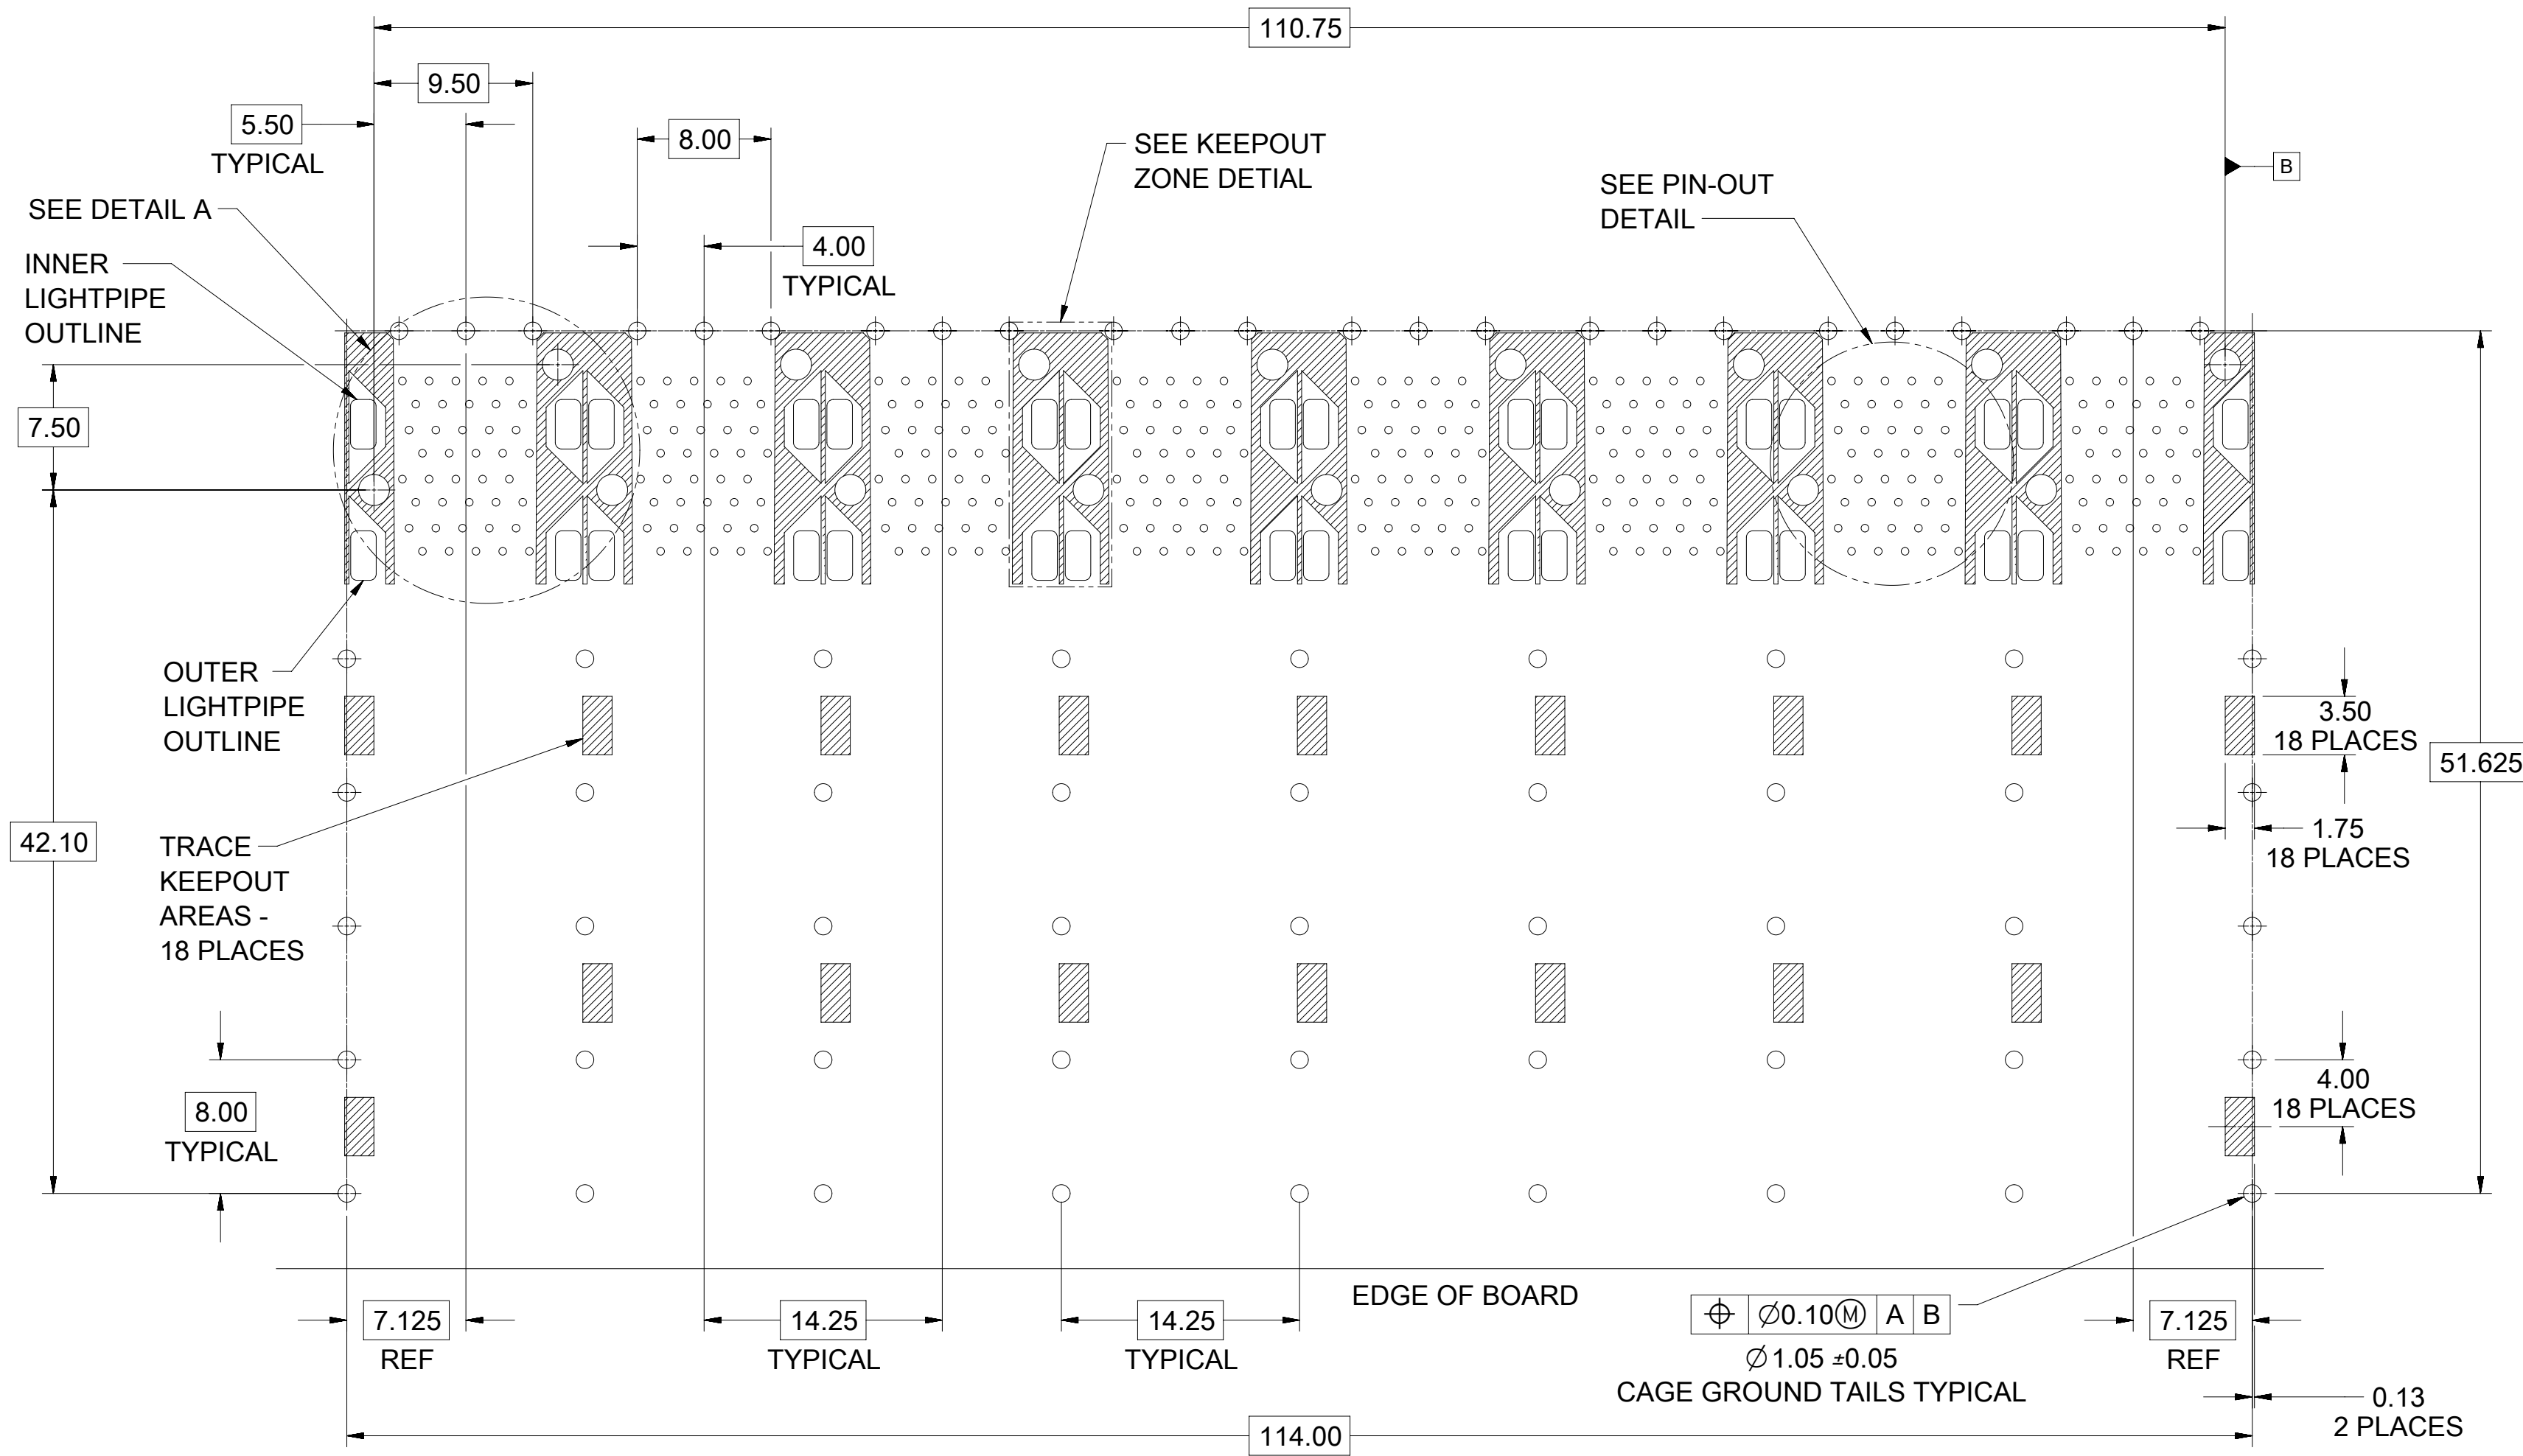 110.75
9.50
5.50
TYPICAL
8.00
SEE KEEPOUT
ZONE DETIAL
B
SEE PIN-OUT
DETAIL
SEE DETAIL A
4.00
TYPICAL
INNER
LIGHTPIPE
OUTLINE
7.50
OUTER
LIGHTPIPE
OUTLINE
3.50
18 PLACES
51.625
1.75
18 PLACES
42.10
TRACE
KEEPOUT
AREAS -
18 PLACES
4.00
18 PLACES
8.00
TYPICAL
EDGE OF BOARD
7.125
REF
14.25
TYPICAL
14.25
TYPICAL
⌖ ∅0.10Ⓜ A B
∅1.05 ±0.05
CAGE GROUND TAILS TYPICAL
7.125
REF
0.13
2 PLACES
114.00